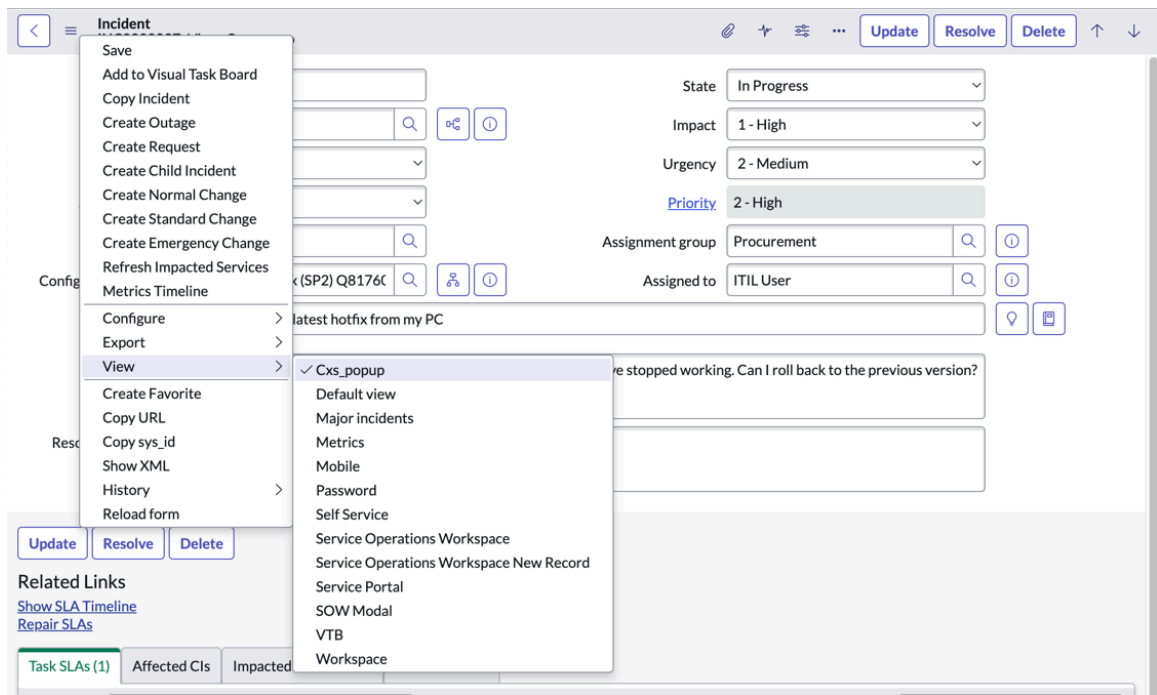 Incident
Update
Resolve
Delete
Save
Add to Visual Task Board
Copy Incident
Create Outage
Create Request
Create Child Incident
Create Normal Change
Create Standard Change
Create Emergency Change
Refresh Impacted Services
Metrics Timeline
Configure
Export
View
Create Favorite
Copy URL
Copy sys_id
Show XML
History
Reload form
Cxs_popup
Default view
Major incidents
Metrics
Mobile
Password
Self Service
Service Operations Workspace
Service Operations Workspace New Record
Service Portal
SOW Modal
VTB
Workspace
State In Progress
Impact 1 - High
Urgency 2 - Medium
Priority 2 - High
Assignment group Procurement
(SP2) Q8176
Assigned to ITIL User
latest hotfix from my PC
stopped working. Can I roll back to the previous version?
Update Resolve Delete
Related Links
Show SLA Timeline
Repair SLAs
Task SLAs (1)
Affected CIs
Impacted